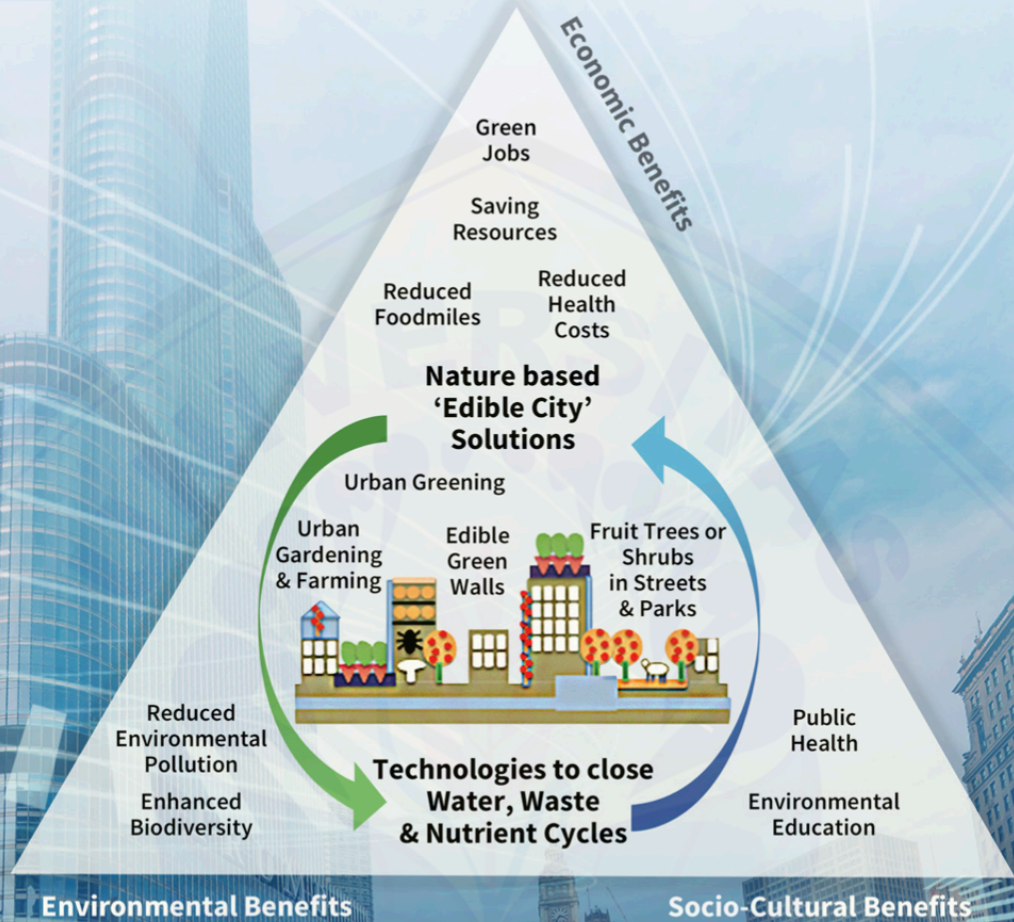 Economic Benefits
Green
Jobs
Saving
Resources
Reduced
Foodmiles
Reduced
Health
Costs
Nature based
‘Edible City’
Solutions
Urban Greening
Urban
Gardening
& Farming
Edible
Green
Walls
Fruit Trees or
Shrubs
in Streets
& Parks
Reduced
Environmental
Pollution
Enhanced
Biodiversity
Technologies to close
Water, Waste
& Nutrient Cycles
Public
Health
Environmental
Education
Environmental Benefits
Socio-Cultural Benefits